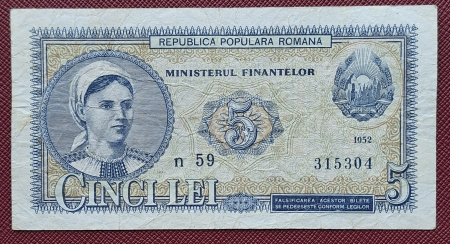 REPUBLICA POPULARA ROMANA
MINISTERUL FINANTELOR
5
1952
n 59
315304
CINCI LEI
5
FALSIFICAREA ACESTOR BILETE
SE PEDEPSESTE CONFORM LEGILOR